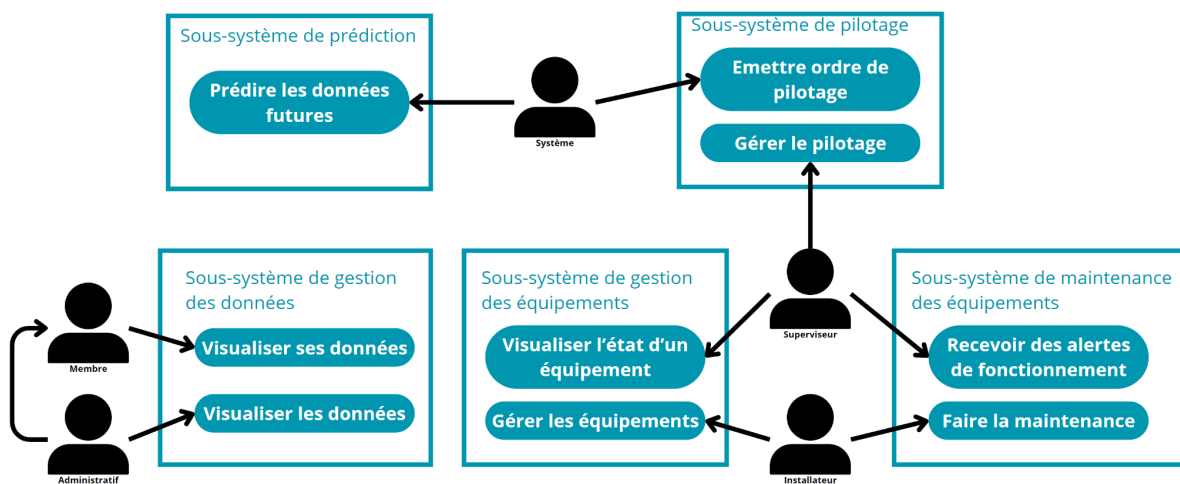 Sous-système de prédiction
Prédire les données
futures
Système
Sous-système de pilotage
Emettre ordre de
pilotage
Gérer le pilotage
Sous-système de gestion
des données
Membre
Visualiser ses données
Visualiser les données
Administratif
Sous-système de gestion
des équipements
Visualiser l’état d’un
équipement
Gérer les équipements
Superviseur
Installateur
Sous-système de maintenance
des équipements
Recevoir des alertes
de fonctionnement
Faire la maintenance